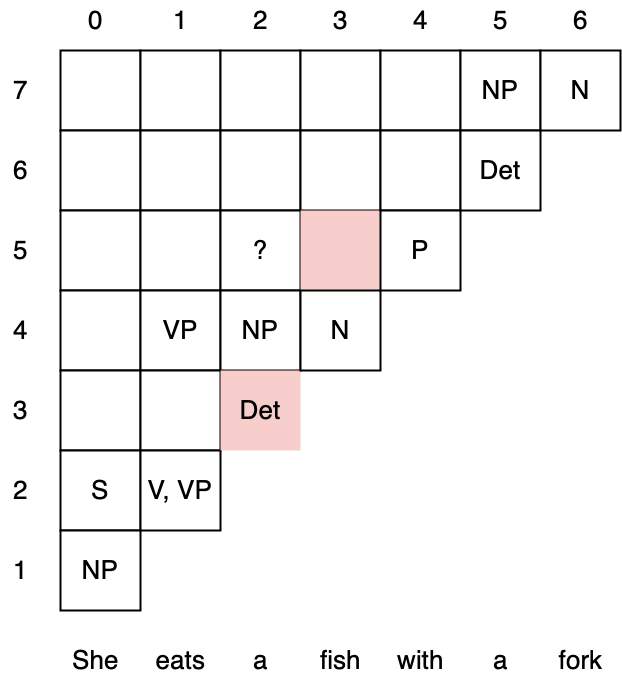 0 1 2 3 4 5 6
7 NP N
6 Det
5 ? P
4 VP NP N
3 Det
2 S V, VP
1 NP
She eats a fish with a fork